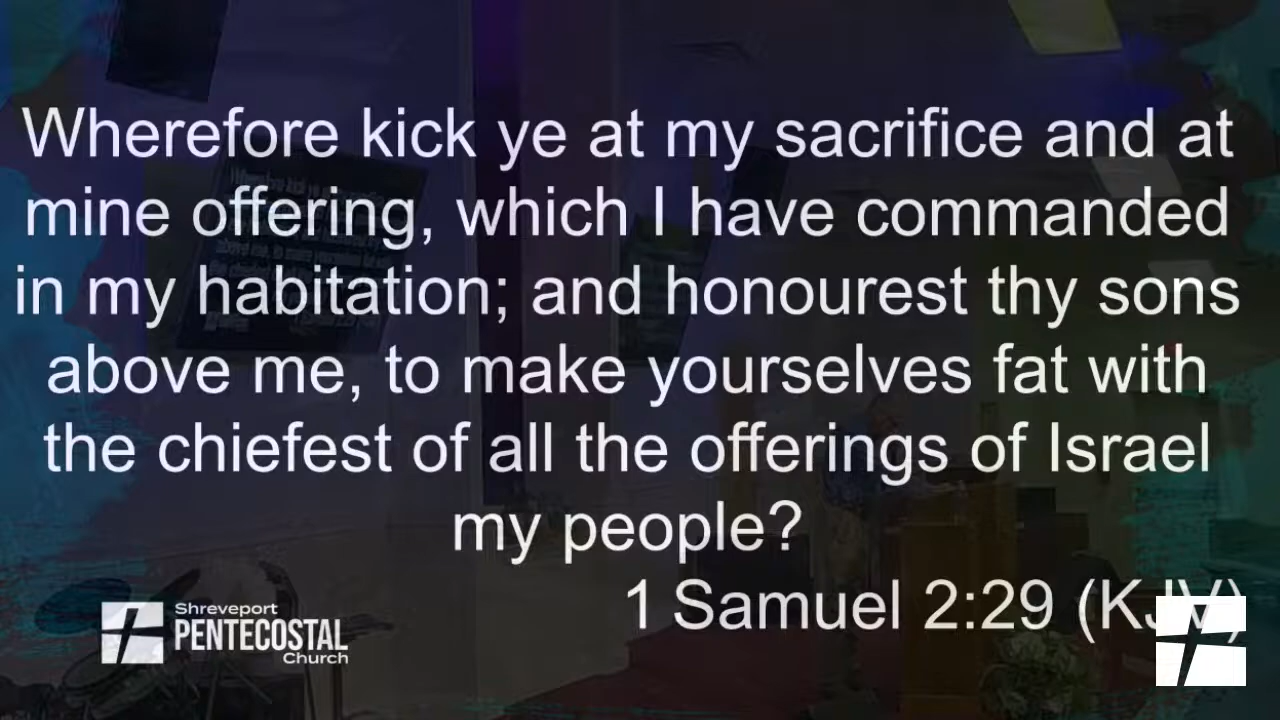 Wherefore kick ye at my sacrifice and at
mine offering, which I have commanded
in my habitation; and honourest thy sons
above me, to make yourselves fat with
the chiefest of all the offerings of Israel
my people?
1 Samuel 2:29 (KJV)
Shreveport
PENTECOSTAL
Church